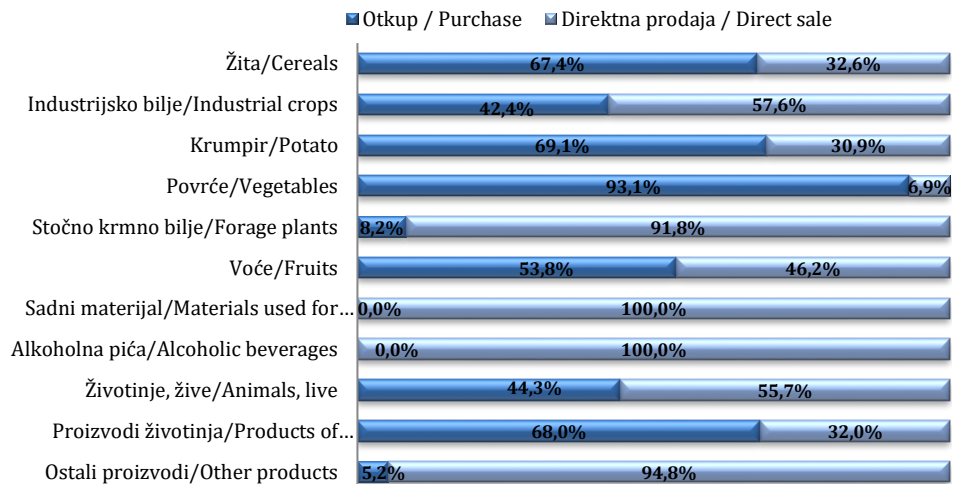 Otkup / Purchase Direktna prodaja / Direct sale
Žita/Cereals 67,4% 32,6%
Industrijsko bilje/Industrial crops 42,4% 57,6%
Krumpir/Potato 69,1% 30,9%
Povrće/Vegetables 93,1% 6,9%
Stočno krmno bilje/Forage plants 8,2% 91,8%
Voće/Fruits 53,8% 46,2%
Sadni materijal/Materials used for... 0,0% 100,0%
Alkoholna pića/Alcoholic beverages 0,0% 100,0%
Životinje, žive/Animals, live 44,3% 55,7%
Proizvodi životinja/Products of... 68,0% 32,0%
Ostali proizvodi/Other products 5,2% 94,8%